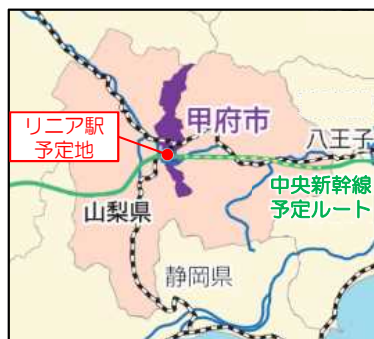 甲府市
リニア駅
予定地
八王子
中央新幹線
予定ルート
山梨県
静岡県